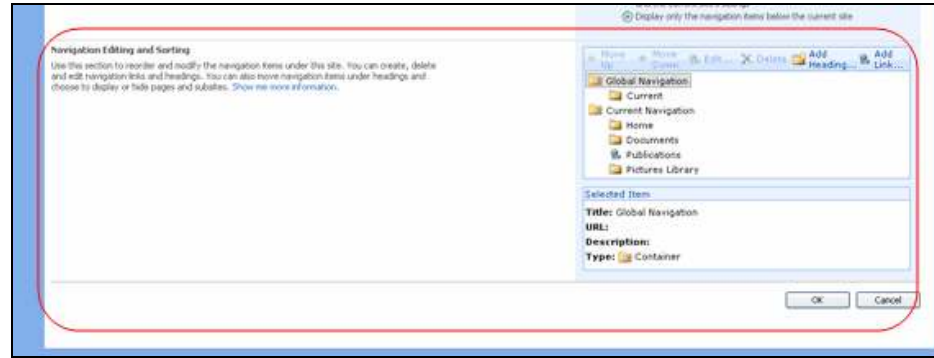 Display only the navigation items below the current site
Navigation Editing and Sorting
Use this section to reorder and modify the navigation items under this site. You can create, delete
and edit navigation links and headings. You can also move navigation items under headings and
choose to display or hide pages and subsites. Show me more information.
Move Up Move Down Edit... Delete Add Heading... Add Link...
Global Navigation
Current
Current Navigation
Home
Documents
Publications
Pictures Library
Selected Item
Title: Global Navigation
URL:
Description:
Type: Container
OK Cancel